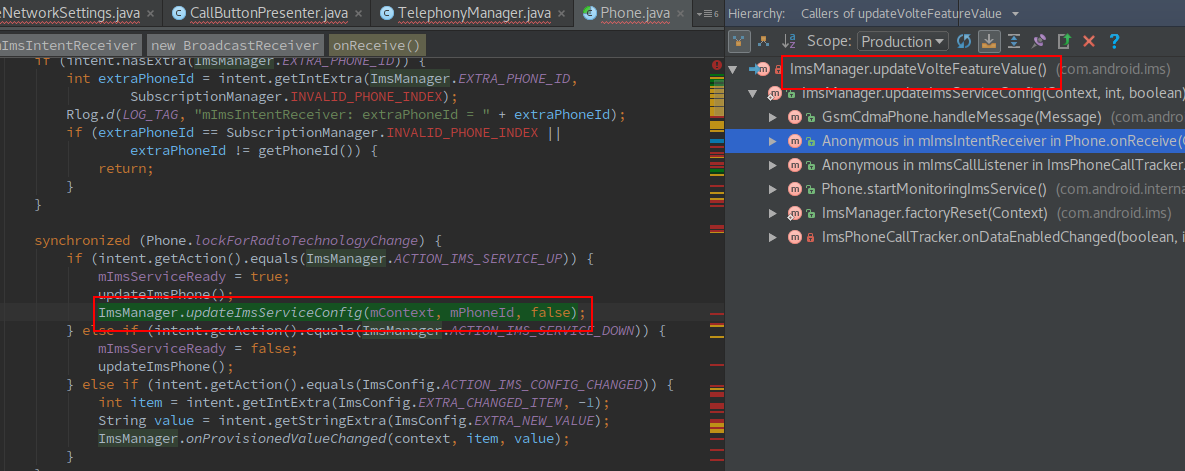 eNetworkSettings.java × CallButtonPresenter.java × TelephonyManager.java × Phone.java × 6
mImsIntentReceiver new BroadcastReceiver onReceive()
if (intent.hasExtra(ImsManager.EXTRA_PHONE_ID)) {
int extraPhoneId = intent.getIntExtra(ImsManager.EXTRA_PHONE_ID,
SubscriptionManager.INVALID_PHONE_INDEX);
Rlog.d(LOG_TAG, "mImsIntentReceiver: extraPhoneId = " + extraPhoneId);
if (extraPhoneId == SubscriptionManager.INVALID_PHONE_INDEX ||
extraPhoneId != getPhoneId()) {
return;
}
}
synchronized (Phone.lockForRadioTechnologyChange) {
if (intent.getAction().equals(ImsManager.ACTION_IMS_SERVICE_UP)) {
mImsServiceReady = true;
updateImsPhone();
ImsManager.updateImsServiceConfig(mContext, mPhoneId, false);
} else if (intent.getAction().equals(ImsManager.ACTION_IMS_SERVICE_DOWN)) {
mImsServiceReady = false;
updateImsPhone();
} else if (intent.getAction().equals(ImsConfig.ACTION_IMS_CONFIG_CHANGED)) {
int item = intent.getIntExtra(ImsConfig.EXTRA_CHANGED_ITEM, -1);
String value = intent.getStringExtra(ImsConfig.EXTRA_NEW_VALUE);
ImsManager.onProvisionedValueChanged(context, item, value);
}
Hierarchy: Callers of updateVolteFeatureValue
Scope: Production
ImsManager.updateVolteFeatureValue() (com.android.ims)
ImsManager.updateImsServiceConfig(Context, int, boolean)
GsmCdmaPhone.handleMessage(Message) (com.andro
Anonymous in mImsIntentReceiver in Phone.onReceive(C
Anonymous in mImsCallListener in ImsPhoneCallTracker.
Phone.startMonitoringImsService() (com.android.interna
ImsManager.factoryReset(Context) (com.android.ims)
ImsPhoneCallTracker.onDataEnabledChanged(boolean, i